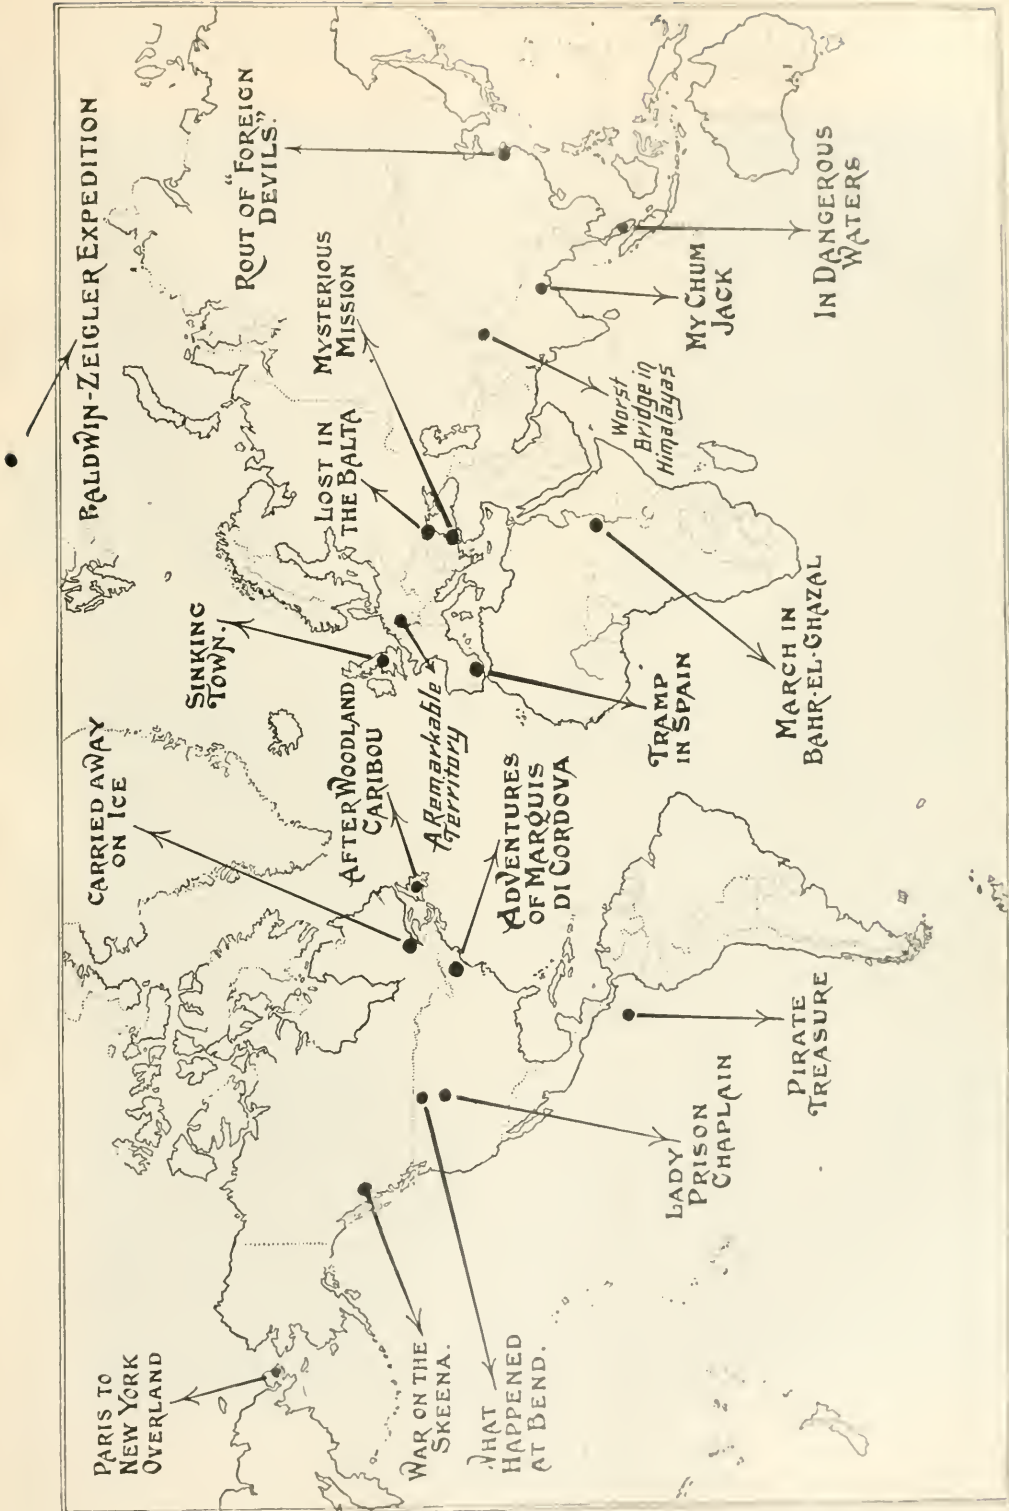 PARIS TO
NEW YORK
OVERLAND
CARRIED AWAY
ON ICE
SINKING
TOWN.
BALDWIN-ZEIGLER EXPEDITION
ROUT OF "FOREIGN
DEVILS".
MYSTERIOUS
MISSION
LOST IN
THE BALTA
AFTER WOODLAND
CARIBOU
A Remarkable
Territory
WAR ON THE
SKEENA.
WHAT
HAPPENED
AT BEND.
ADVENTURES
OF MARQUIS
DI CORDOVA
TRAMP
IN SPAIN
Worst
Bridge in
Himalayas
MY CHUM
JACK
IN DANGEROUS
WATERS
LADY
PRISON
CHAPLAIN
PIRATE
TREASURE
MARCH IN
BAHR-EL-GHAZAL